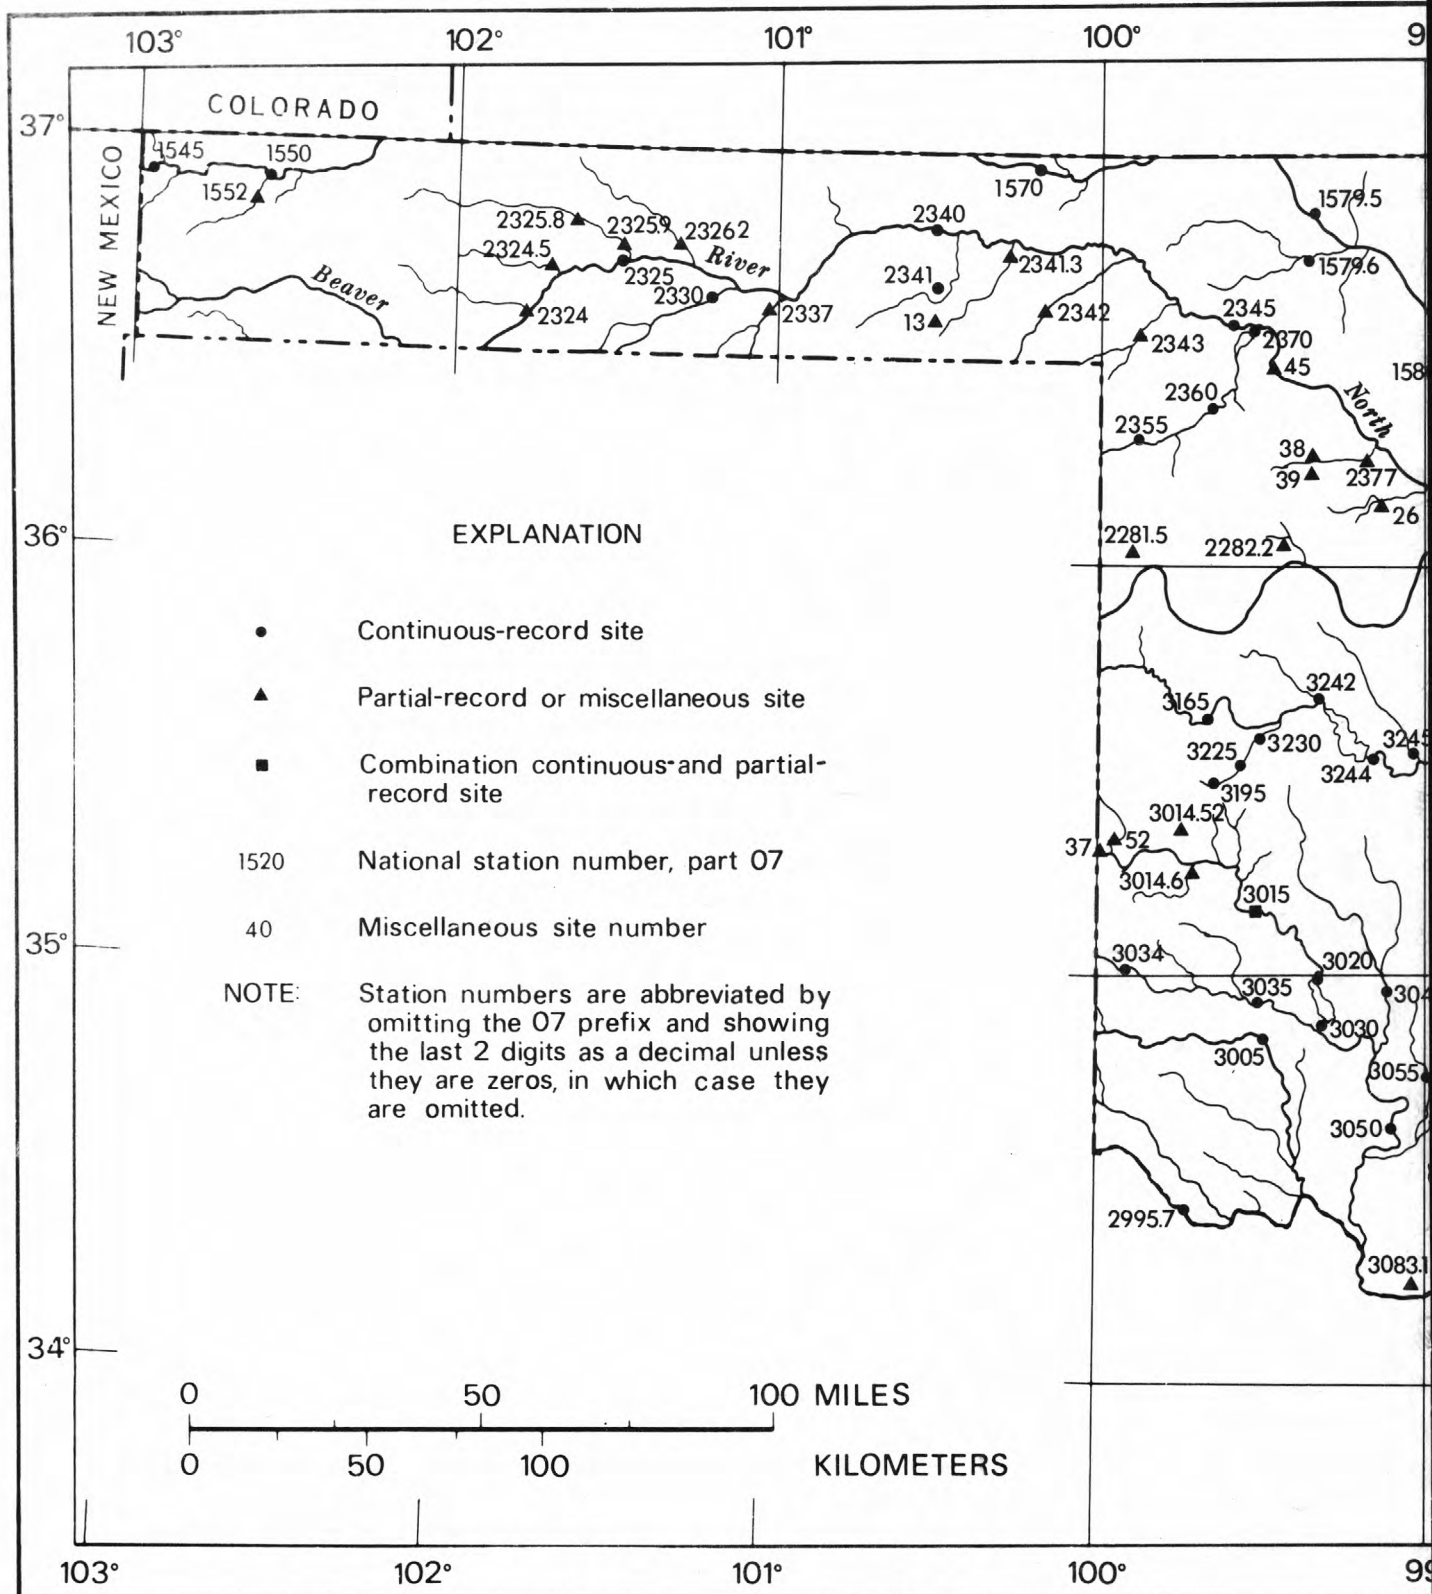 103° 102° 101° 100° 9
COLORADO
37°
NEW MEXICO
1545
1550
1552
1570
1579.5
2325.8
2325.9
23262
2340
2324.5
River
2341.3
1579.6
2325
2341
Beaver
2330
2324
2337
13
2342
2345
2343
2370
45
158
2360
North
2355
38
39
2377
26
36°
EXPLANATION
2281.5
2282.2
Continuous-record site
Partial-record or miscellaneous site
3242
3165
3230
3245
3225
3244
Combination continuous-and partial-
record site
3195
3014.52
37
52
1520 National station number, part 07
3014.6
3015
40 Miscellaneous site number
35°
3034
3020
3035
304
NOTE: Station numbers are abbreviated by
omitting the 07 prefix and showing
the last 2 digits as a decimal unless
they are zeros, in which case they
are omitted.
3030
3005
3055
3050
2995.7
3083.1
34°
0 50 100 MILES
0 50 100 KILOMETERS
103° 102° 101° 100° 99